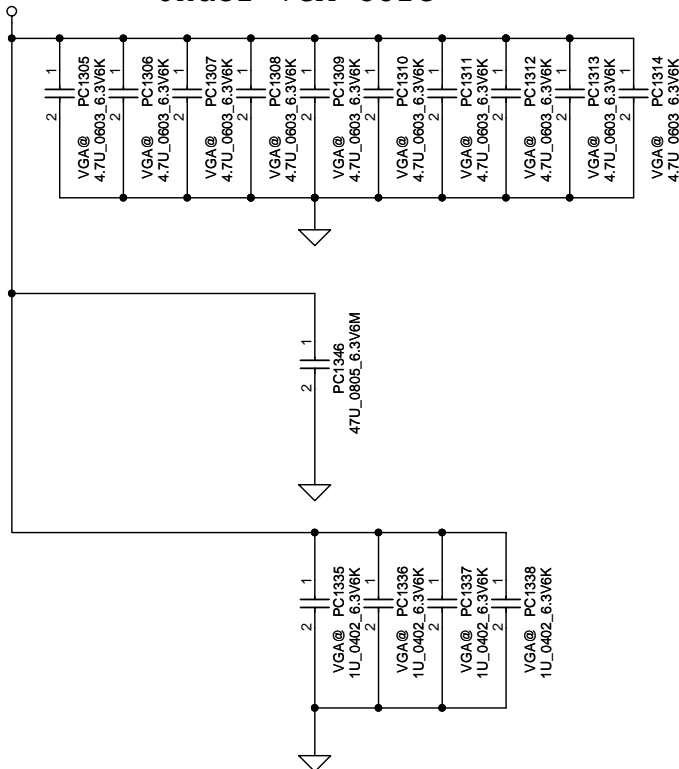 1
2
VGA@ PC1305
4.7U_0603_6.3V6K
1
2
VGA@ PC1306
4.7U_0603_6.3V6K
1
2
VGA@ PC1307
4.7U_0603_6.3V6K
1
2
VGA@ PC1308
4.7U_0603_6.3V6K
1
2
VGA@ PC1309
4.7U_0603_6.3V6K
1
2
VGA@ PC1310
4.7U_0603_6.3V6K
1
2
VGA@ PC1311
4.7U_0603_6.3V6K
1
2
VGA@ PC1312
4.7U_0603_6.3V6K
1
2
VGA@ PC1313
4.7U_0603_6.3V6K
1
2
VGA@ PC1314
4.7U_0603_6.3V6K
1
2
PC1346
47U_0805_6.3V6M
1
2
VGA@ PC1335
1U_0402_6.3V6K
1
2
VGA@ PC1336
1U_0402_6.3V6K
1
2
VGA@ PC1337
1U_0402_6.3V6K
1
2
VGA@ PC1338
1U_0402_6.3V6K